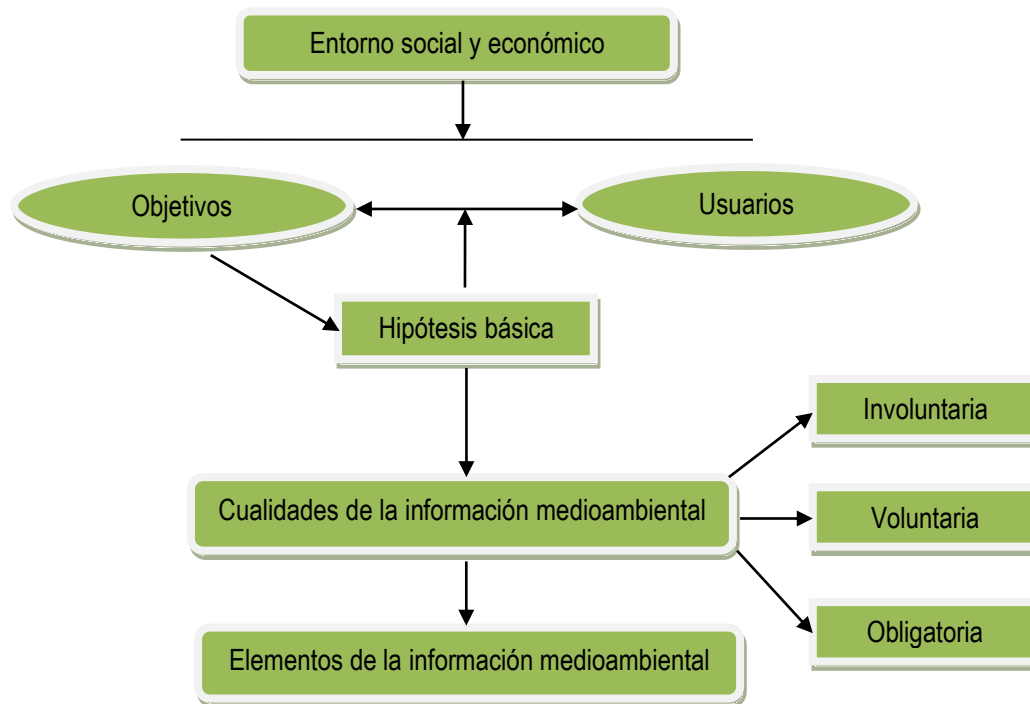 Entorno social y económico
Objetivos
Usuarios
Hipótesis básica
Involuntaria
Cualidades de la información medioambiental
Voluntaria
Obligatoria
Elementos de la información medioambiental